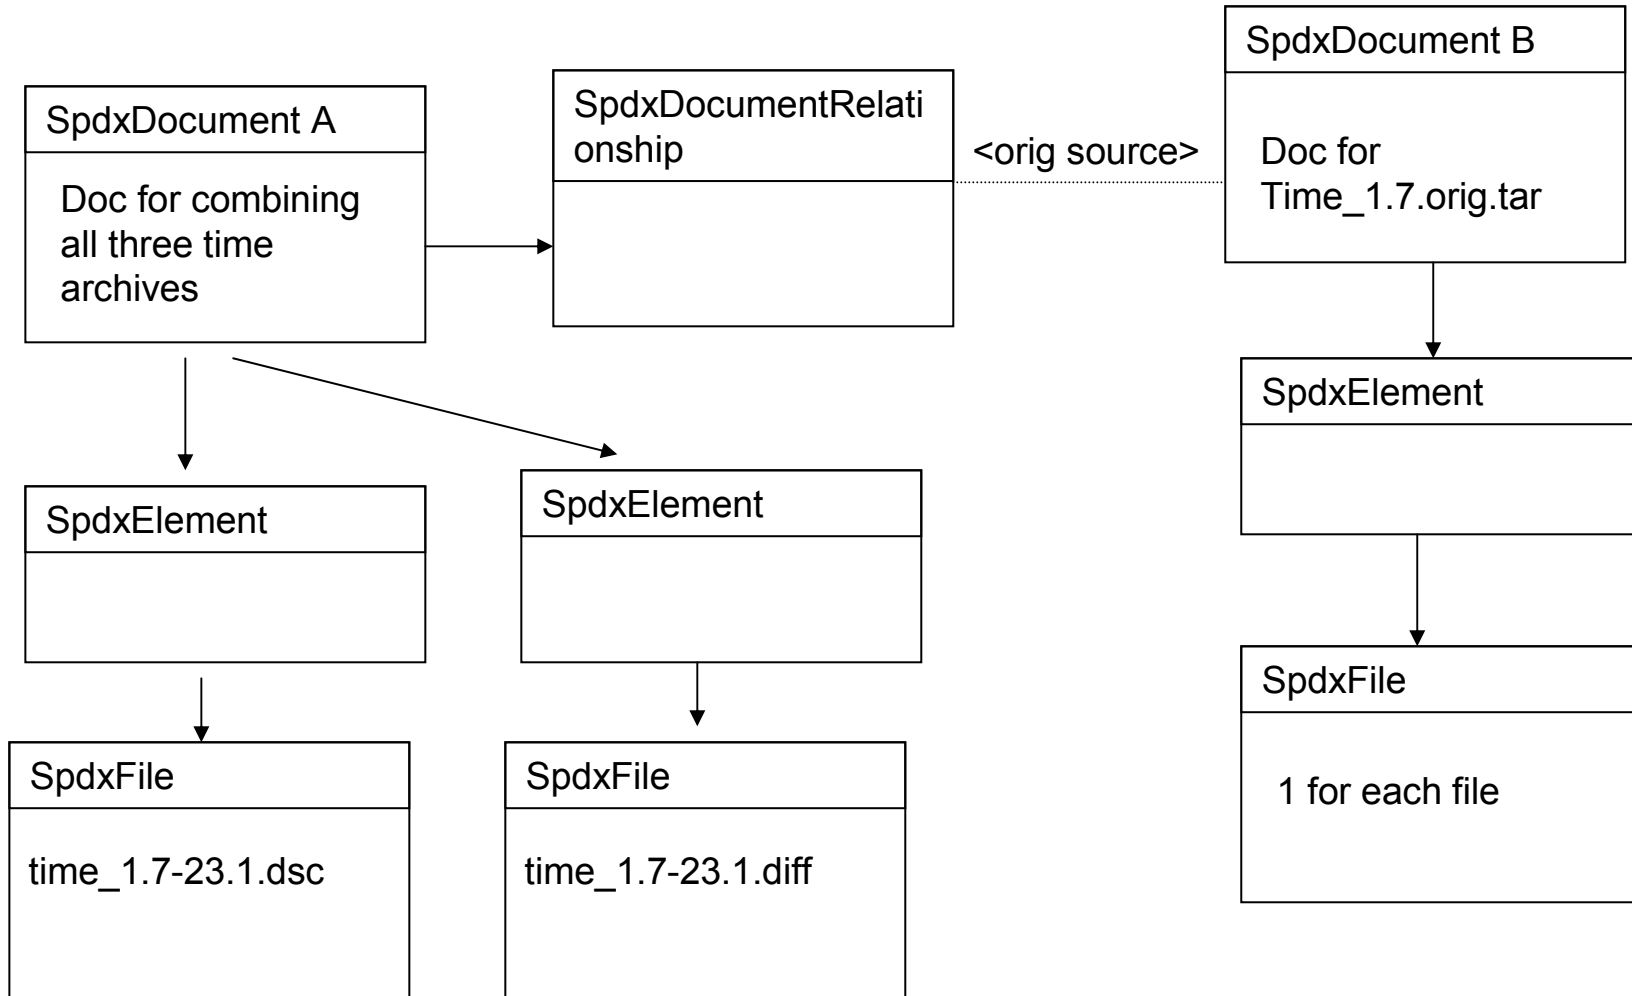 SpdxDocument A
Doc for combining
all three time
archives
SpdxDocumentRelati
onship
<orig source>
SpdxDocument B
Doc for
Time_1.7.orig.tar
SpdxElement
SpdxElement
SpdxElement
SpdxFile
time_1.7-23.1.dsc
SpdxFile
time_1.7-23.1.diff
SpdxFile
1 for each file